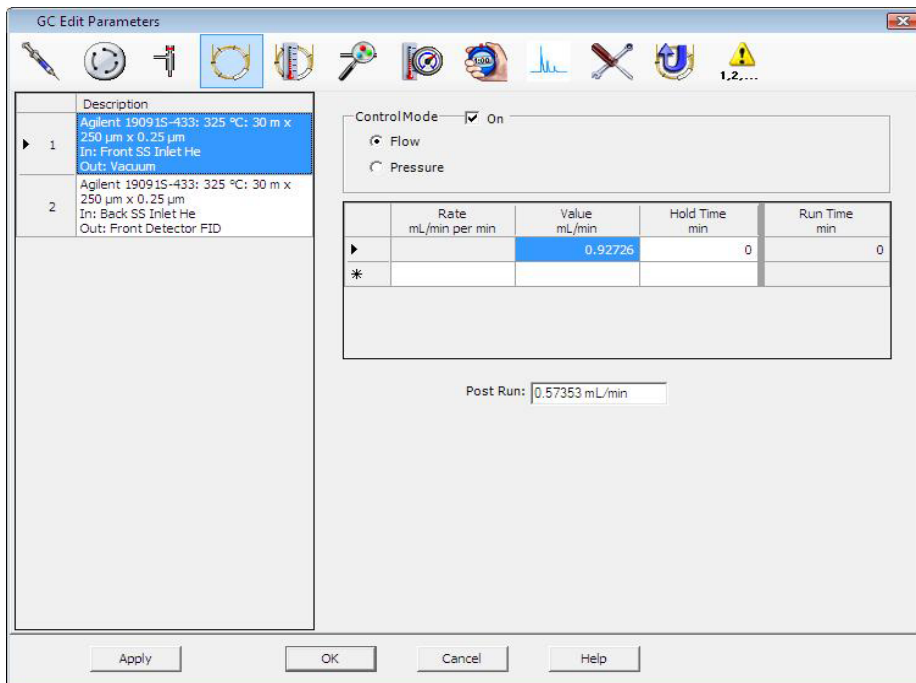 GC Edit Parameters
1:00
1,2,...
Description
1
Agilent 19091S-433: 325 °C: 30 m x
250 µm x 0.25 µm
In: Front SS Inlet He
Out: Vacuum
2
Agilent 19091S-433: 325 °C: 30 m x
250 µm x 0.25 µm
In: Back SS Inlet He
Out: Front Detector FID
Control Mode On
Flow
Pressure
Rate Value Hold Time Run Time
mL/min per min mL/min min min
0.92726 0 0
Post Run: 0.57353 mL/min
Apply OK Cancel Help